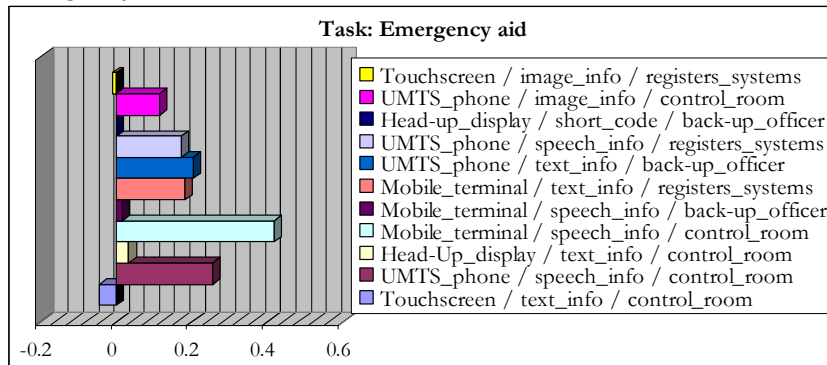 Task: Emergency aid
Touchscreen / image_info / registers_systems
UMTS_phone / image_info / control_room
Head-up_display / short_code / back-up_officer
UMTS_phone / speech_info / registers_systems
UMTS_phone / text_info / back-up_officer
Mobile_terminal / text_info / registers_systems
Mobile_terminal / speech_info / back-up_officer
Mobile_terminal / speech_info / control_room
Head-Up_display / text_info / control_room
UMTS_phone / speech_info / control_room
Touchscreen / text_info / control_room
-0.2 0 0.2 0.4 0.6